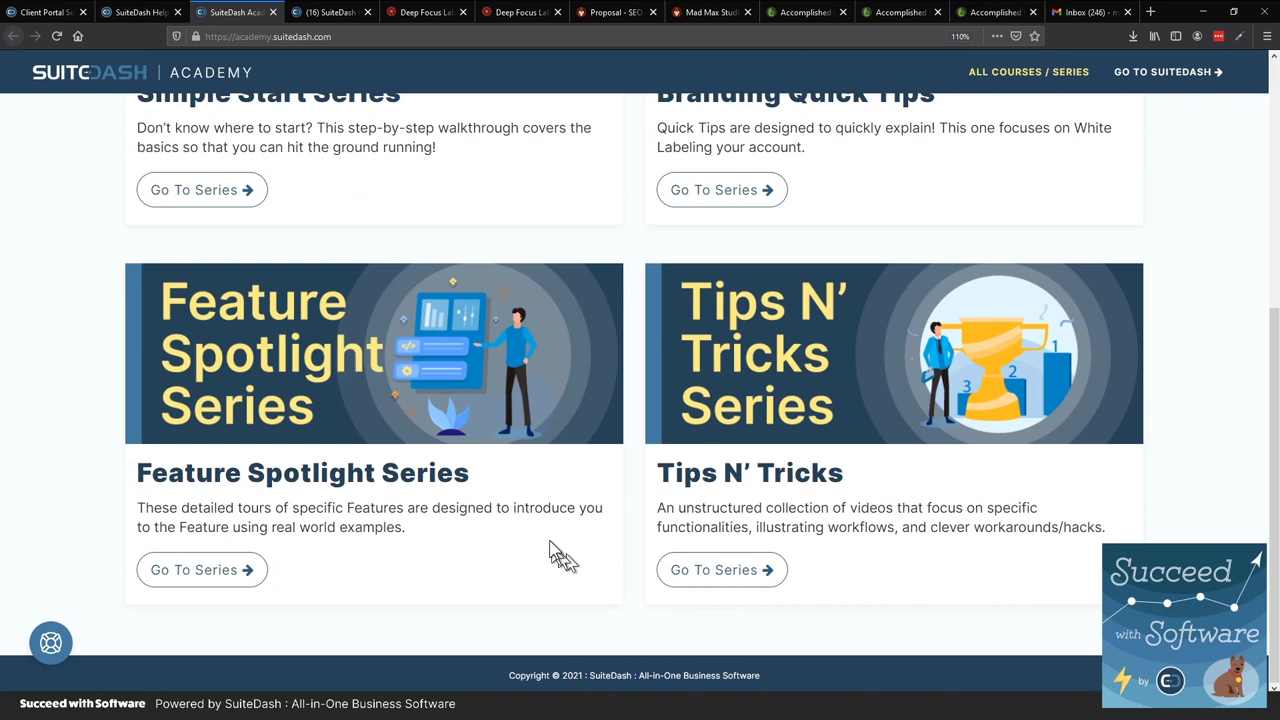 Client Portal So
SuiteDash Help
SuiteDash Aca
(16) SuiteDash
Deep Focus La
Deep Focus La
Proposal - SEO
Mad Max Stud
Accomplished
Accomplished
Accomplished
Inbox (246) - m
https://academy.suitedash.com
110%
SUITEDASH | ACADEMY
ALL COURSES / SERIES
GO TO SUITEDASH
Simple Start Series
Don't know where to start? This step-by-step walkthrough covers the
basics so that you can hit the ground running!
Go To Series
Branding Quick Tips
Quick Tips are designed to quickly explain! This one focuses on White
Labeling your account.
Go To Series
Feature
Spotlight
Series
Feature Spotlight Series
These detailed tours of specific Features are designed to introduce you
to the Feature using real world examples.
Go To Series
Tips N'
Tricks
Series
1
2
3
Tips N' Tricks
An unstructured collection of videos that focus on specific
functionalities, illustrating workflows, and clever workarounds/hacks.
Go To Series
Succeed
with Software
by
Copyright © 2021 : SuiteDash : All-in-One Business Software
Succeed with Software Powered by SuiteDash : All-in-One Business Software